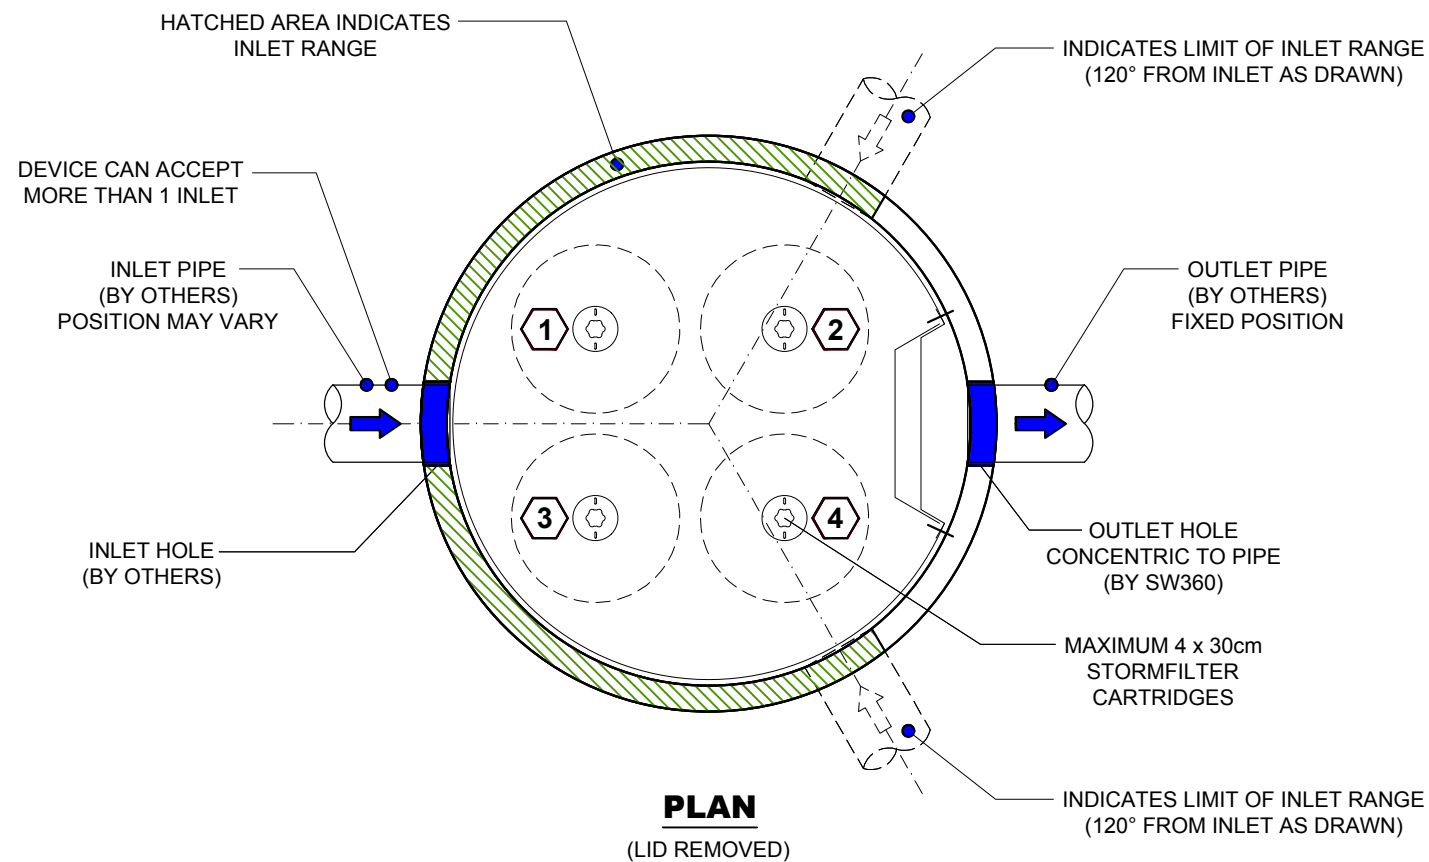 HATCHED AREA INDICATES
INLET RANGE
INDICATES LIMIT OF INLET RANGE
(120° FROM INLET AS DRAWN)
DEVICE CAN ACCEPT
MORE THAN 1 INLET
INLET PIPE
(BY OTHERS)
POSITION MAY VARY
OUTLET PIPE
(BY OTHERS)
FIXED POSITION
1
2
3
4
INLET HOLE
(BY OTHERS)
OUTLET HOLE
CONCENTRIC TO PIPE
(BY SW360)
MAXIMUM 4 x 30cm
STORMFILTER
CARTRIDGES
INDICATES LIMIT OF INLET RANGE
(120° FROM INLET AS DRAWN)
PLAN
(LID REMOVED)